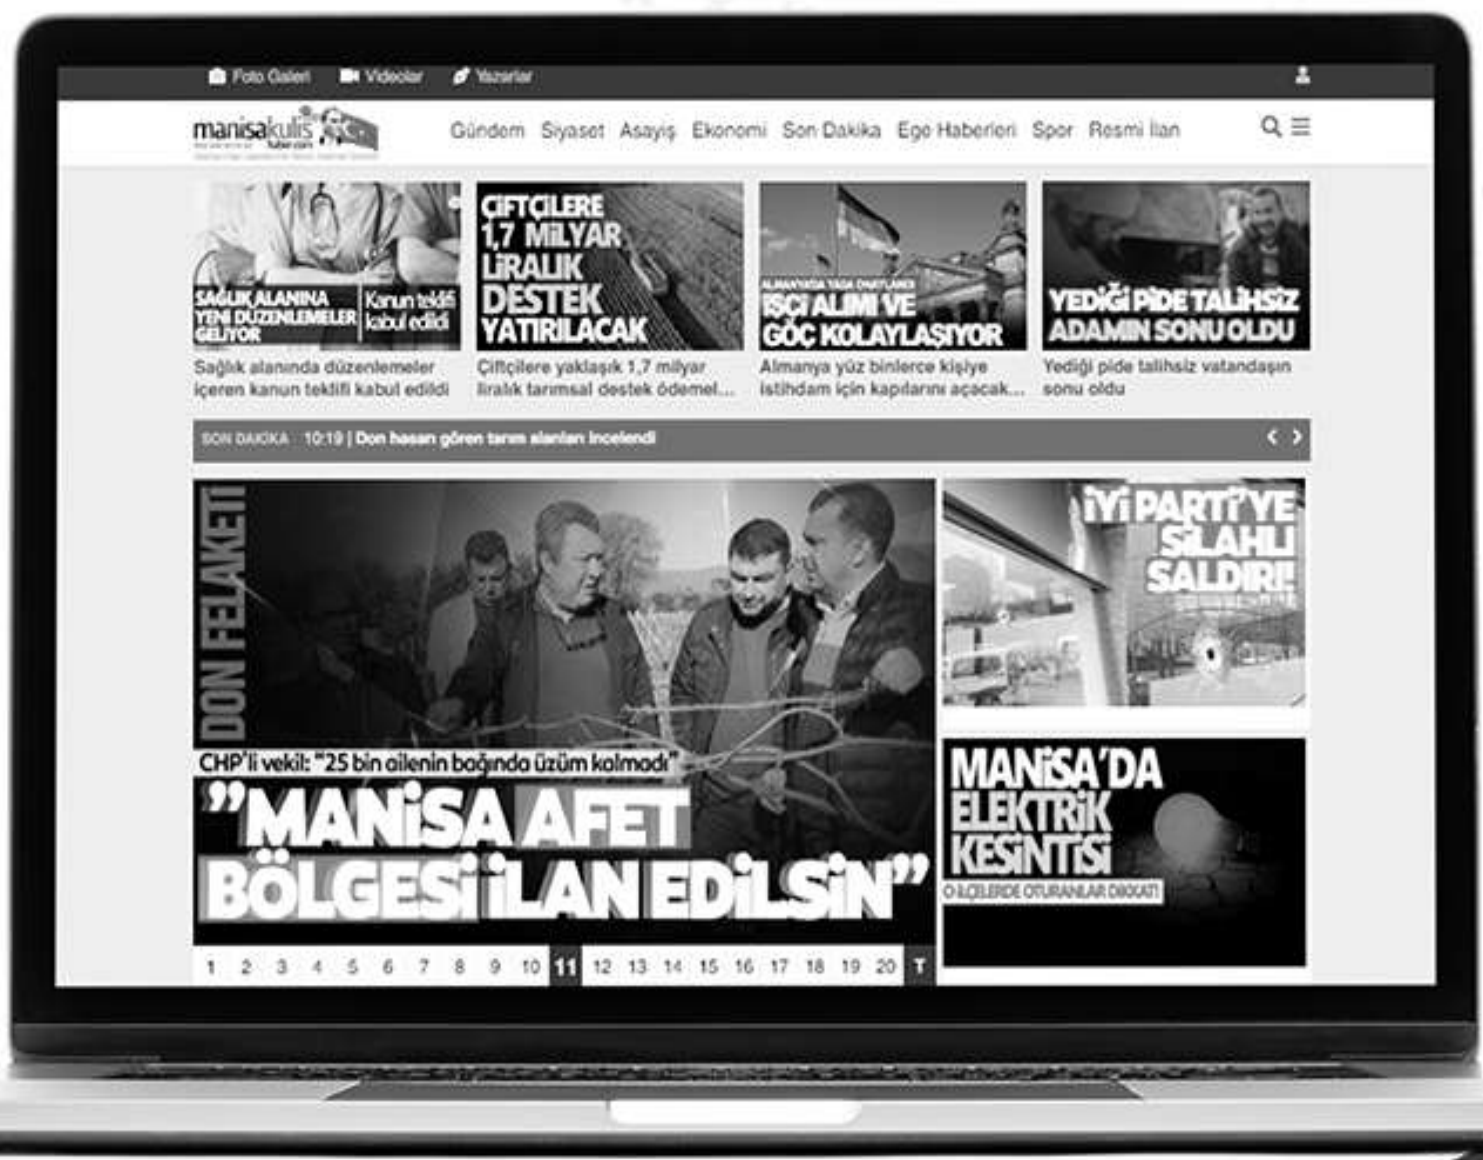 Foto Galeri Videolar Yazarlar
manisakulis
haber.com
Gündem Siyaset Asayiş Ekonomi Son Dakika Ege Haberleri Spor Resmi İlan
SAĞLIK ALANINA
YENİ DÜZENLEMELER
GELİYOR
Kanun teklifi
kabul edildi
Sağlık alanında düzenlemeler
içeren kanun teklifi kabul edildi
ÇİFTÇİLERE
1,7 MİLYAR
LİRALIK
DESTEK
YATIRILACAK
Çiftçilere yaklaşık 1,7 milyar
liralık tarımsal destek ödemel...
ALMANYA'DA YASA ONAYLANDI
İŞÇİ ALIMI VE
GÖÇ KOLAYLAŞIYOR
Almanya yüz binlerce kişiye
istihdam için kapılarını açacak...
YEDİĞİ PİDE TALİHSİZ
ADAMIN SONU OLDU
Yediği pide talihsiz vatandaşın
sonu oldu
SON DAKİKA 10:19 | Don hasarı gören tarım alanları incelendi
DON FELAKETİ
CHP'li vekil: "25 bin ailenin bağında üzüm kalmadı"
"MANİSA AFET
BÖLGESİ İLAN EDİLSİN"
1 2 3 4 5 6 7 8 9 10 11 12 13 14 15 16 17 18 19 20 T
İYİ PARTİ'YE
SİLAHLI
SALDIRI!
MANİSA'DA
ELEKTRİK
KESİNTİSİ
O İLÇELERDE OTURANLAR DİKKAT!